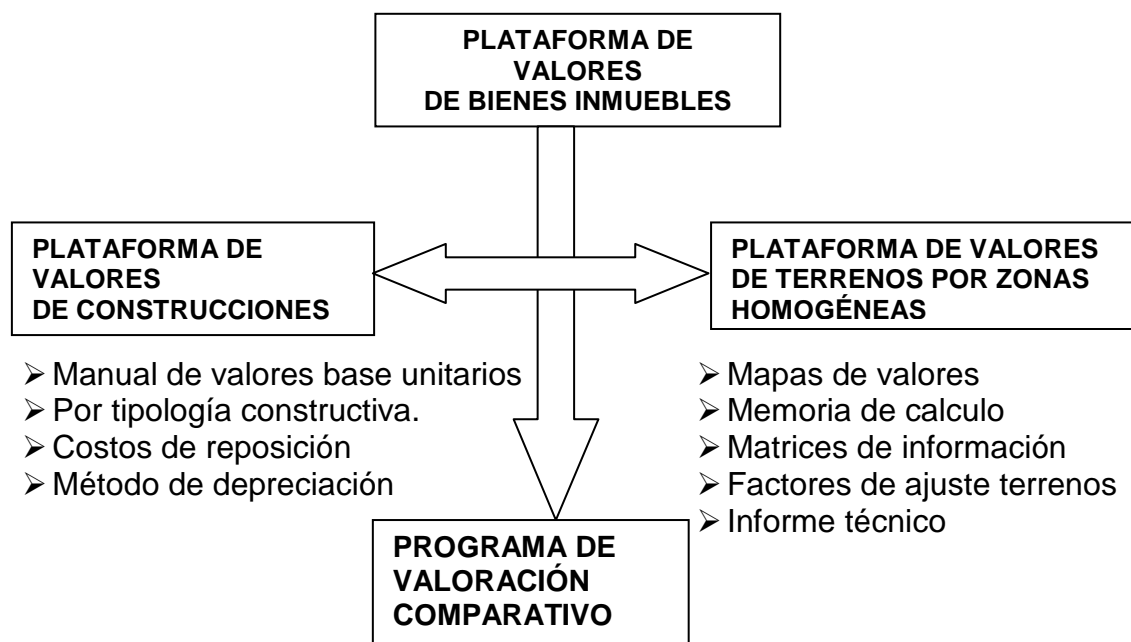 PLATAFORMA DE
VALORES
DE BIENES INMUEBLES
PLATAFORMA DE
VALORES
DE CONSTRUCCIONES
PLATAFORMA DE VALORES
DE TERRENOS POR ZONAS
HOMOGÉNEAS
➢ Manual de valores base unitarios
➢ Por tipología constructiva.
➢ Costos de reposición
➢ Método de depreciación
➢ Mapas de valores
➢ Memoria de calculo
➢ Matrices de información
➢ Factores de ajuste terrenos
➢ Informe técnico
PROGRAMA DE
VALORACIÓN
COMPARATIVO